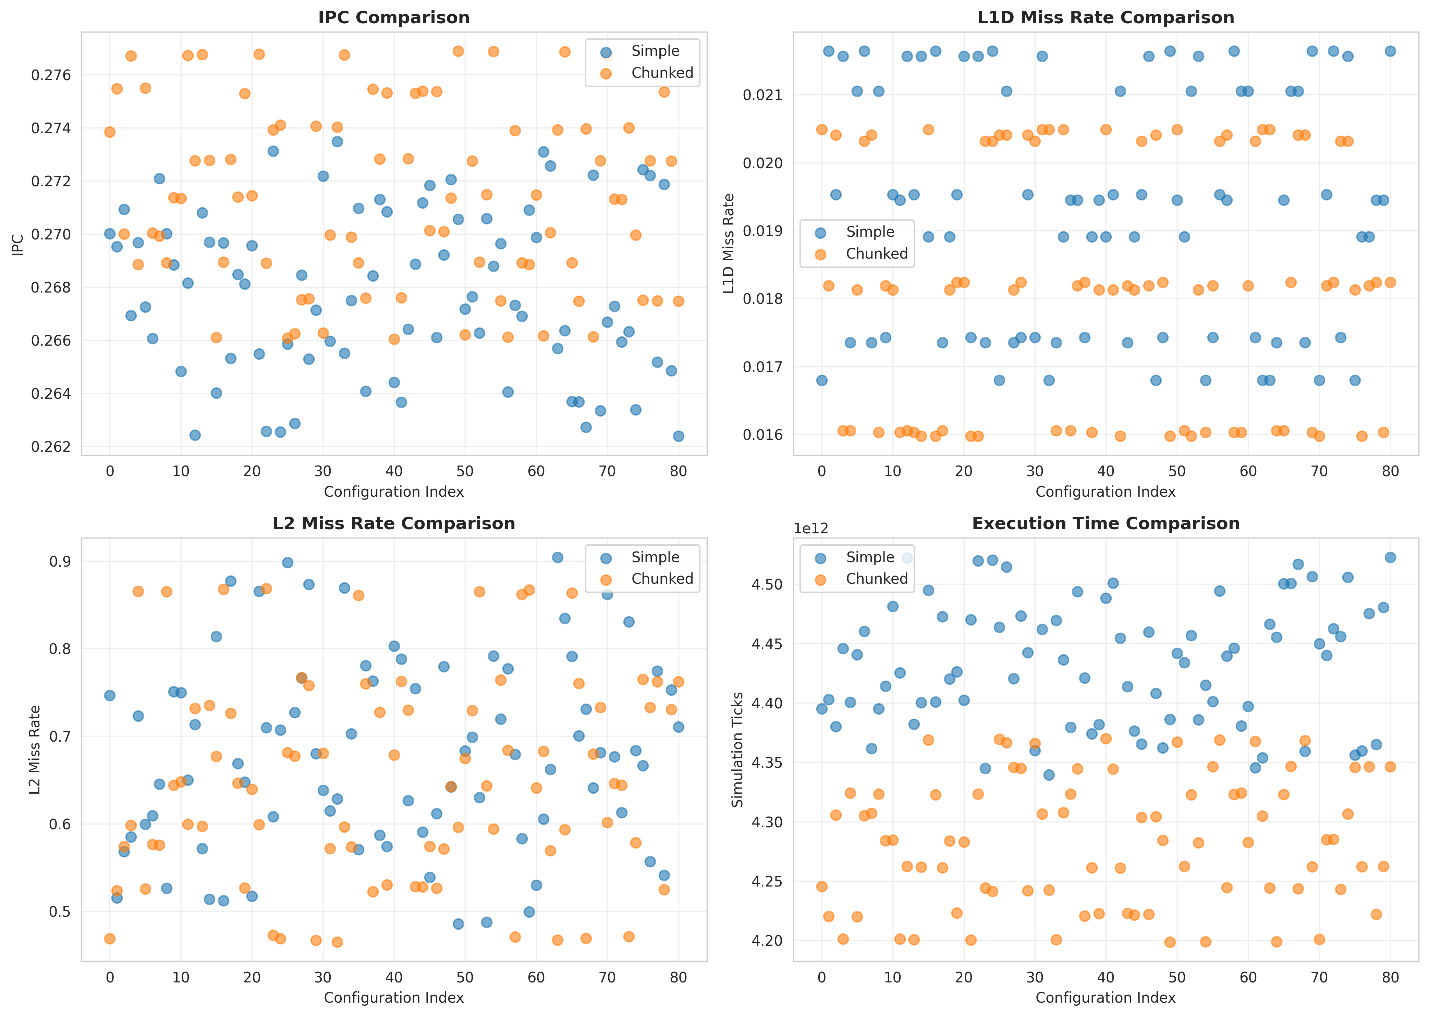 IPC Comparison
IPC
0.276
0.274
0.272
0.270
0.268
0.266
0.264
0.262
Simple
Chunked
0 10 20 30 40 50 60 70 80
Configuration Index
L1D Miss Rate Comparison
L1D Miss Rate
0.021
0.020
0.019
0.018
0.017
0.016
Simple
Chunked
0 10 20 30 40 50 60 70 80
Configuration Index
L2 Miss Rate Comparison
L2 Miss Rate
0.9
0.8
0.7
0.6
0.5
Simple
Chunked
0 10 20 30 40 50 60 70 80
Configuration Index
Execution Time Comparison
1e12
Simulation Ticks
4.50
4.45
4.40
4.35
4.30
4.25
4.20
Simple
Chunked
0 10 20 30 40 50 60 70 80
Configuration Index